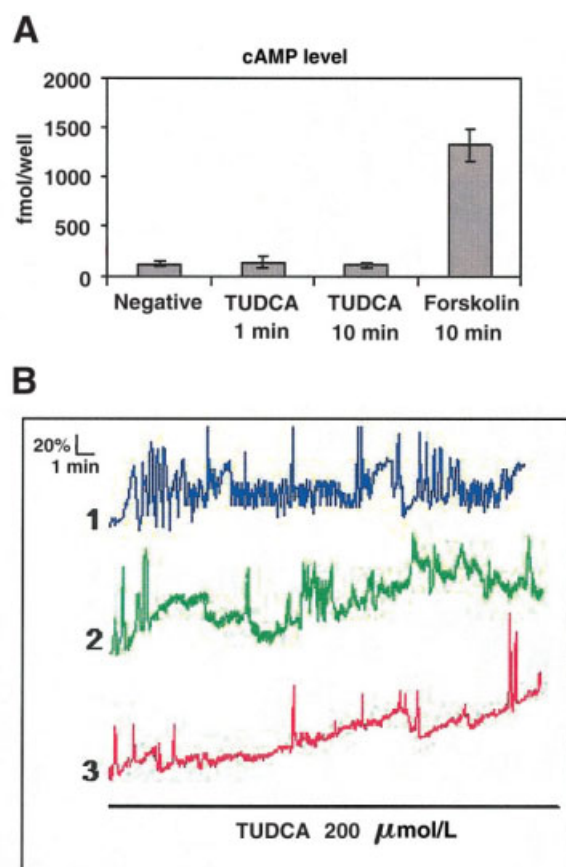 A
cAMP level
2000
1500
1000
500
0
fmol/well
Negative TUDCA TUDCA Forskolin
1 min 10 min 10 min
B
20%
1 min
1
2
3
TUDCA 200 μmol/L